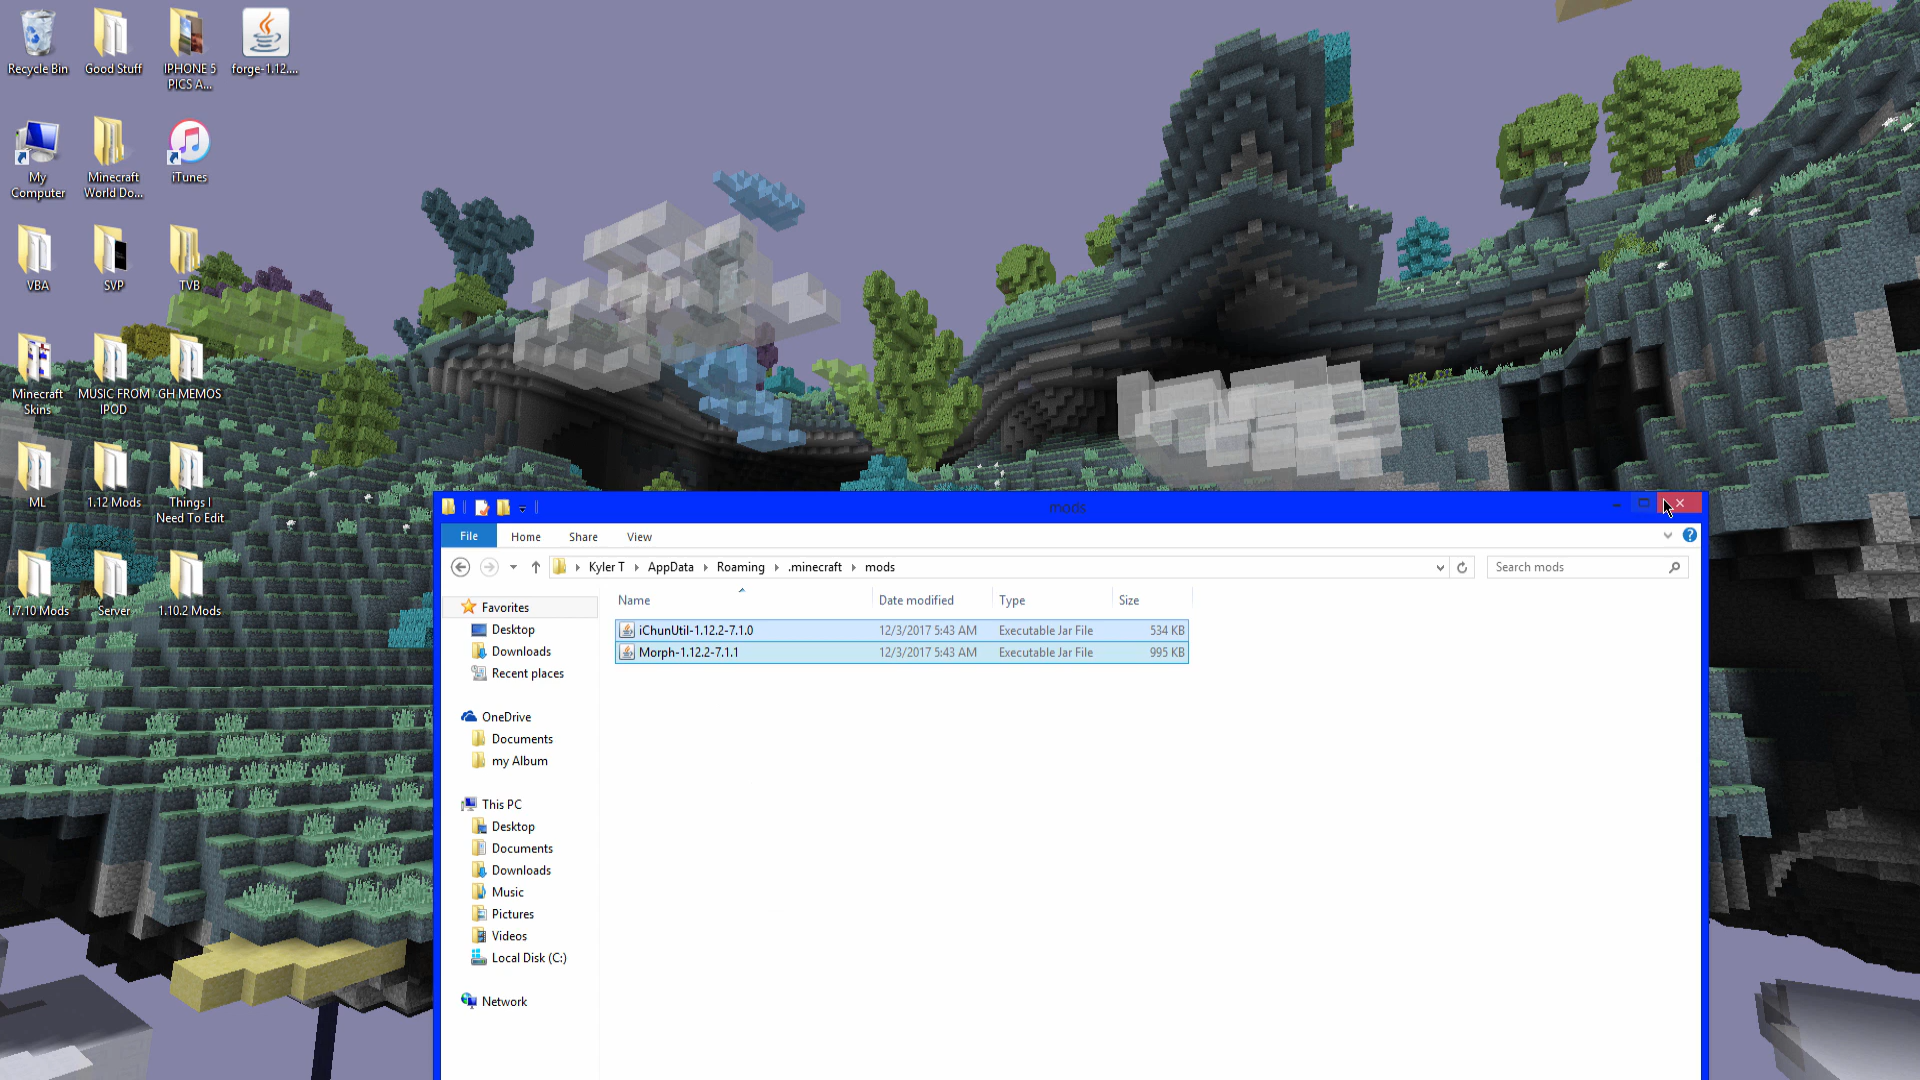 Recycle Bin
Good Stuff
IPHONE 5
PICS A...
forge-1.12....
My
Computer
Minecraft
World Do...
iTunes
VBA
SVP
TVB
Minecraft
Skins
MUSIC FROM
IPOD
GH MEMOS
ML
1.12 Mods
Things I
Need To Edit
1.7.10 Mods
Server
1.10.2 Mods
mods
File
Home
Share
View
Kyler T
AppData
Roaming
.minecraft
mods
Search mods
Name
Date modified
Type
Size
iChunUtil-1.12.2-7.1.0
12/3/2017 5:43 AM
Executable Jar File
534 KB
Morph-1.12.2-7.1.1
12/3/2017 5:43 AM
Executable Jar File
995 KB
Favorites
Desktop
Downloads
Recent places
OneDrive
Documents
my Album
This PC
Desktop
Documents
Downloads
Music
Pictures
Videos
Local Disk (C:)
Network